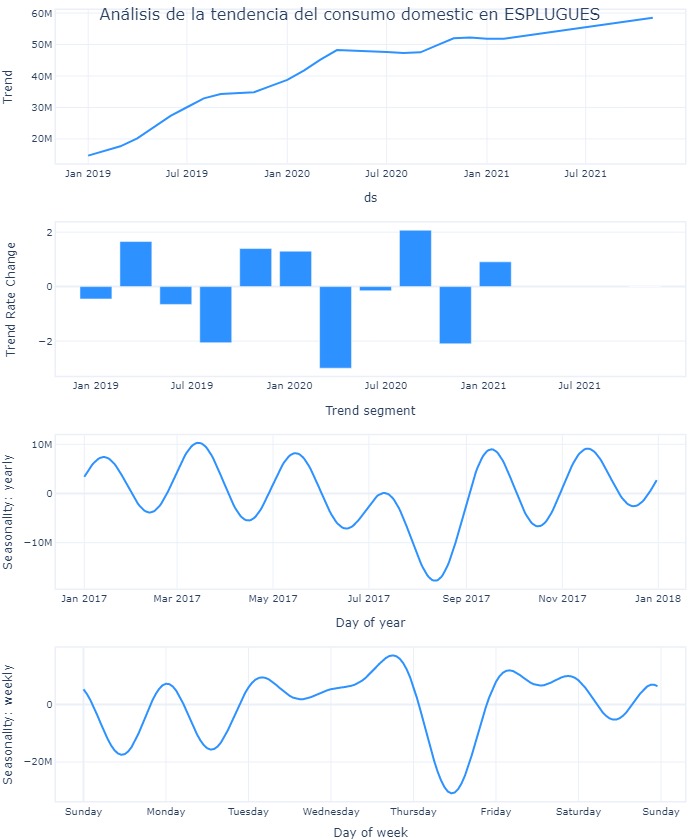 Análisis de la tendencia del consumo domestic en ESPLUGUES
60M
50M
40M
30M
20M
Trend
Jan 2019 Jul 2019 Jan 2020 Jul 2020 Jan 2021 Jul 2021
ds
2
0
−2
Trend Rate Change
Jan 2019 Jul 2019 Jan 2020 Jul 2020 Jan 2021 Jul 2021
Trend segment
10M
0
−10M
Seasonality: yearly
Jan 2017 Mar 2017 May 2017 Jul 2017 Sep 2017 Nov 2017 Jan 2018
Day of year
0
−20M
Seasonality: weekly
Sunday Monday Tuesday Wednesday Thursday Friday Saturday Sunday
Day of week